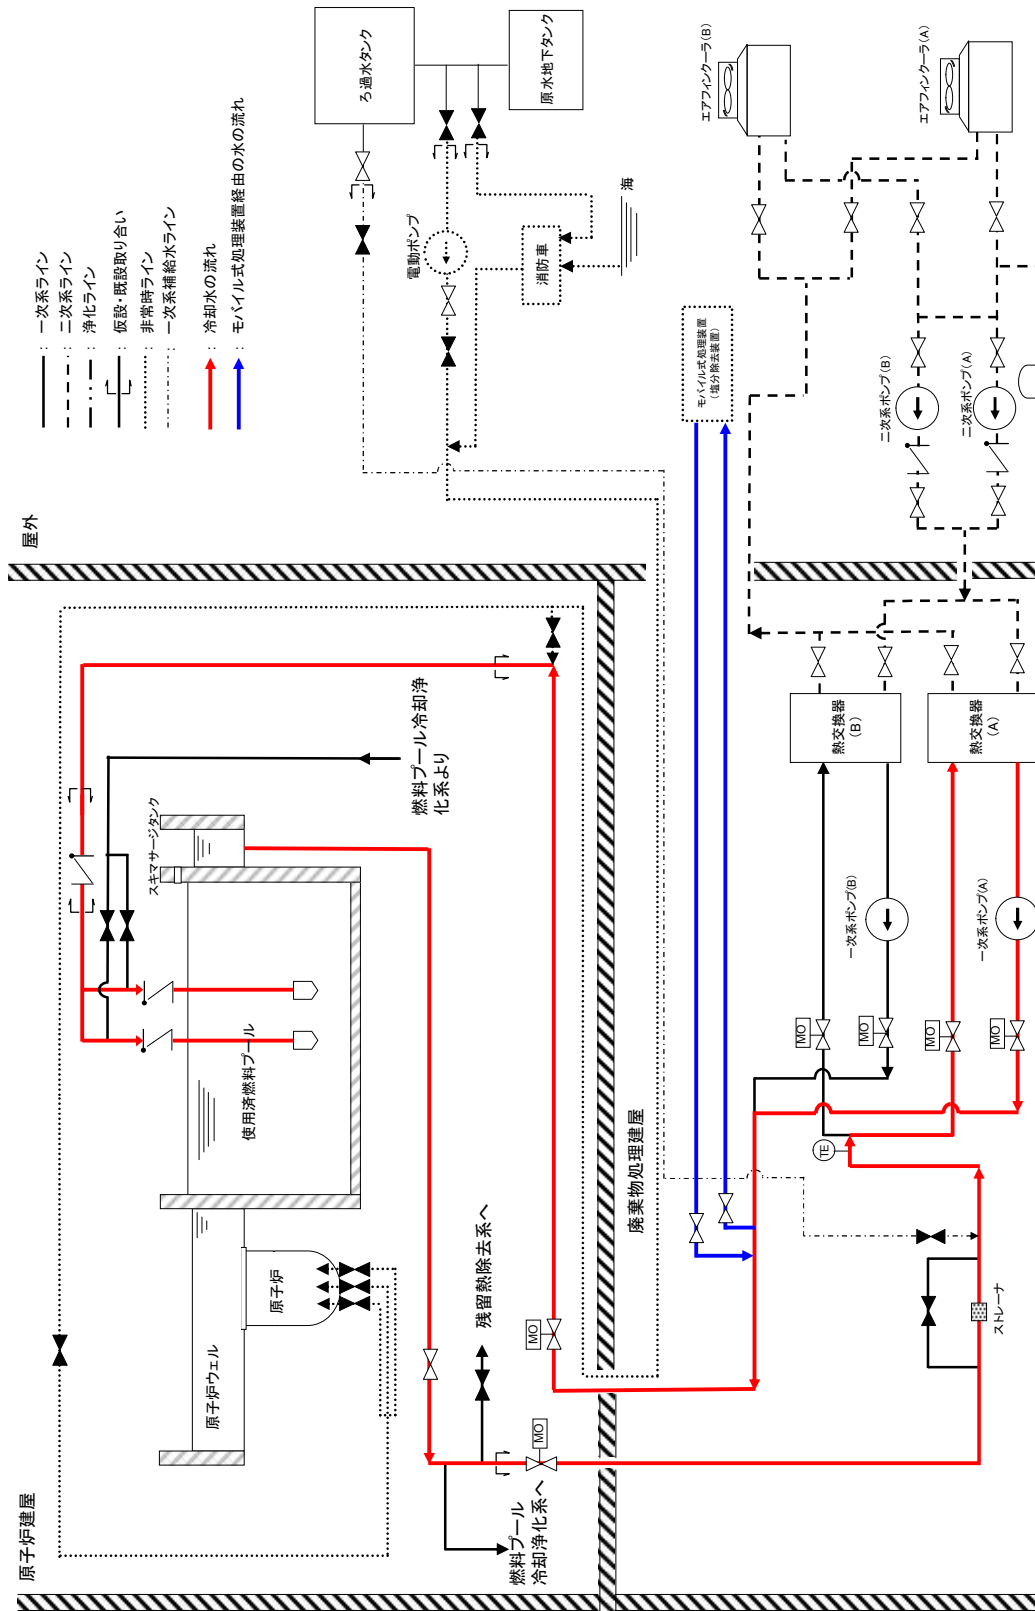 原子炉建屋
屋外
廃棄物処理建屋
：一次系ライン
：二次系ライン
：浄化ライン
：仮設・既設取り合い
：非常時ライン
：一次系補給水ライン
：冷却水の流れ
：モバイル式処理装置経由の水の流れ
ろ過水タンク
原水地下タンク
電動ポンプ
消防車
海
エアフィンクーラ(B)
エアフィンクーラ(A)
モバイル式処理装置
(塩分除去装置)
二次系ポンプ(B)
二次系ポンプ(A)
熱交換器
(B)
熱交換器
(A)
一次系ポンプ(B)
一次系ポンプ(A)
MO
MO
MO
MO
TE
ストレーナ
燃料プール冷却浄
化系より
スキマサージタンク
使用済燃料プール
原子炉ウェル
原子炉
残留熱除去系へ
MO
MO
燃料プール
冷却浄化系へ